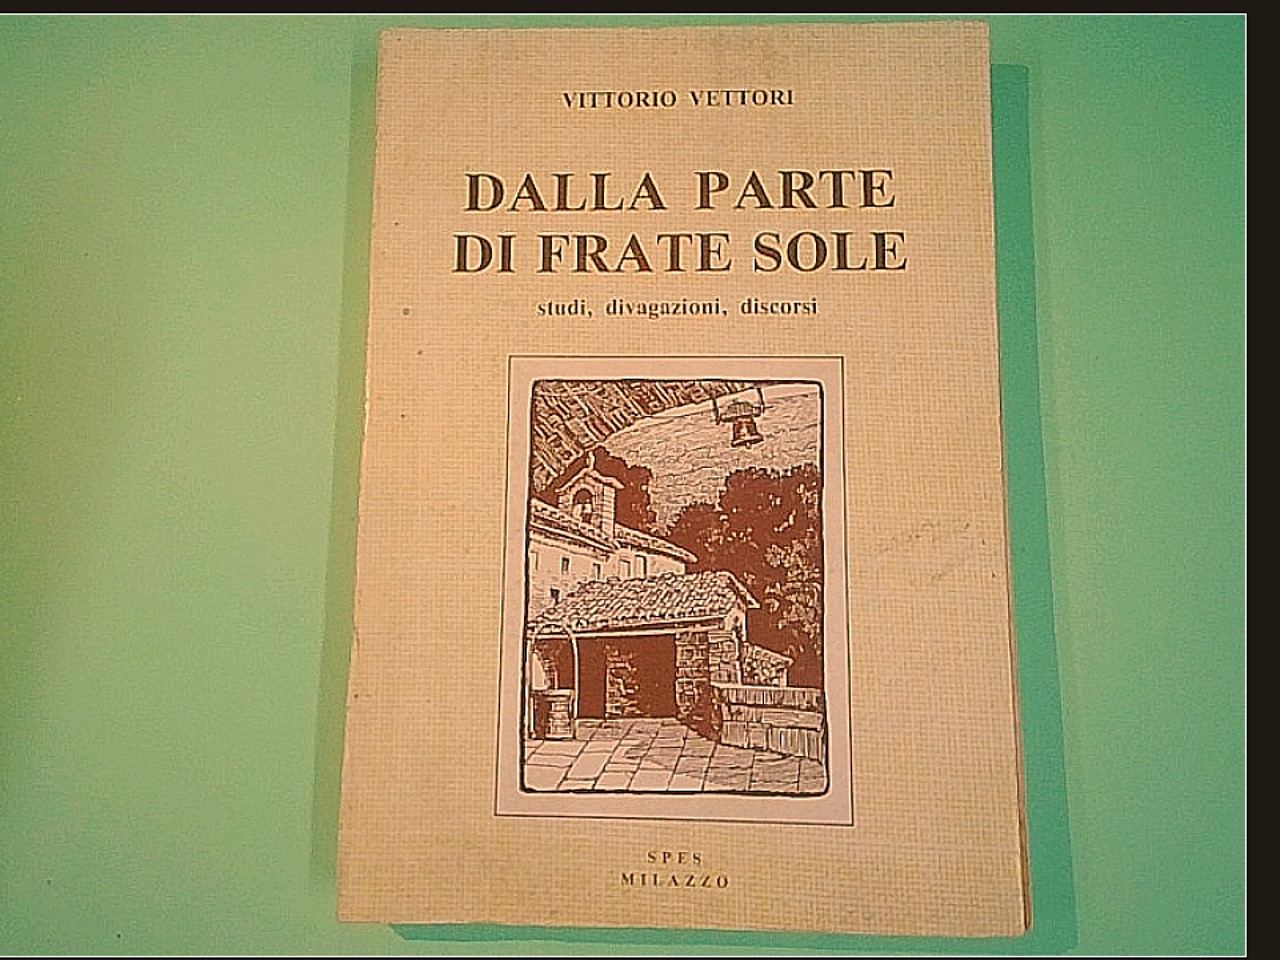 VITTORIO VETTORI
DALLA PARTE
DI FRATE SOLE
studi, divagazioni, discorsi
SPES
MILAZZO